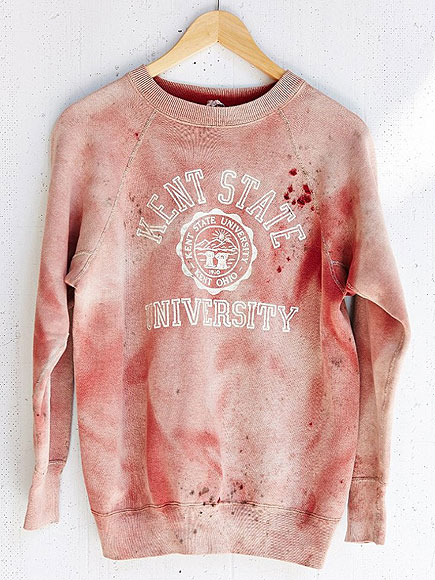 KENT STATE
KENT STATE UNIVERSITY
1910
KENT, OHIO
UNIVERSITY